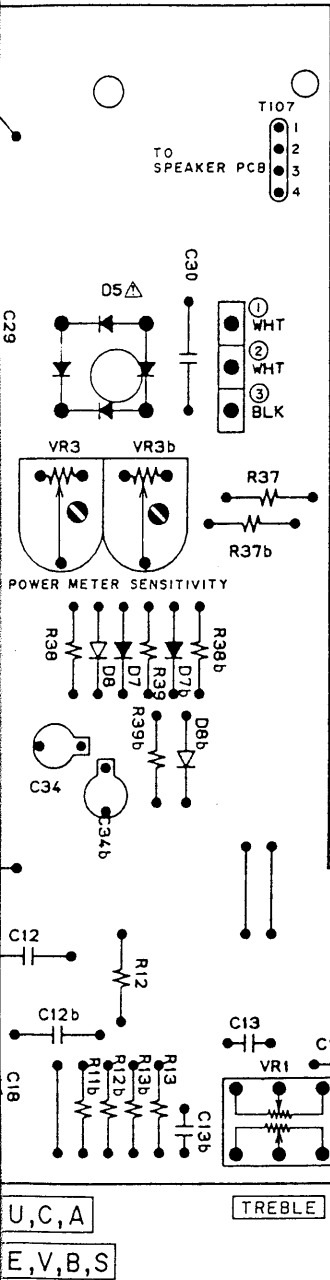 T107
1
TO
2
SPEAKER PCB
3
4
C30
D5⚠
C29
①
WHT
②
WHT
③
BLK
VR3
VR3b
R37
R37b
POWER METER SENSITIVITY
R38
D8
D7
R39
D7b
R38b
R39b
D8b
C34
C34b
C12
R12
C12b
C13
VR1
C18
R11b
R12b
R13b
R13
C13b
U,C,A
TREBLE
E,V,B,S